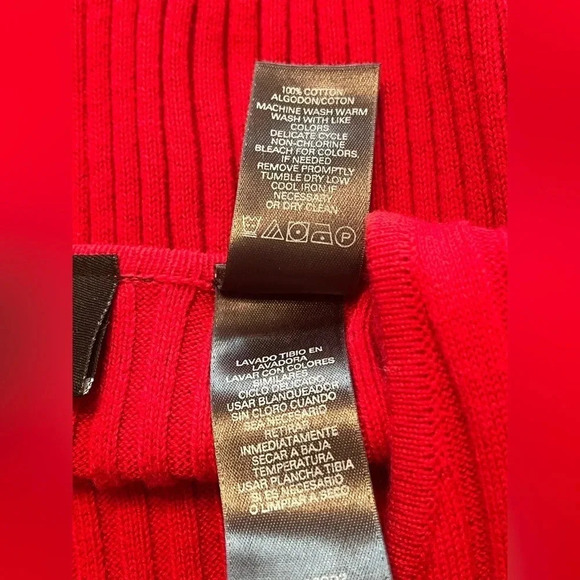 100% COTTON/
ALGODON/COTON
MACHINE WASH WARM
WASH WITH LIKE
COLORS
DELICATE CYCLE
NON-CHLORINE
BLEACH FOR COLORS,
IF NEEDED
REMOVE PROMPTLY
TUMBLE DRY LOW
COOL IRON IF
NECESSARY,
OR DRY CLEAN
P
LAVADO TIBIO EN
LAVADORA
LAVAR CON COLORES
SIMILARES
CICLO DELICADO
USAR BLANQUEADOR
SIN CLORO CUANDO
SEA NECESARIO
RETIRAR
INMEDIATAMENTE
SECAR A BAJA
TEMPERATURA
USAR PLANCHA TIBIA
SI ES NECESARIO
O LIMPIAR A SECO